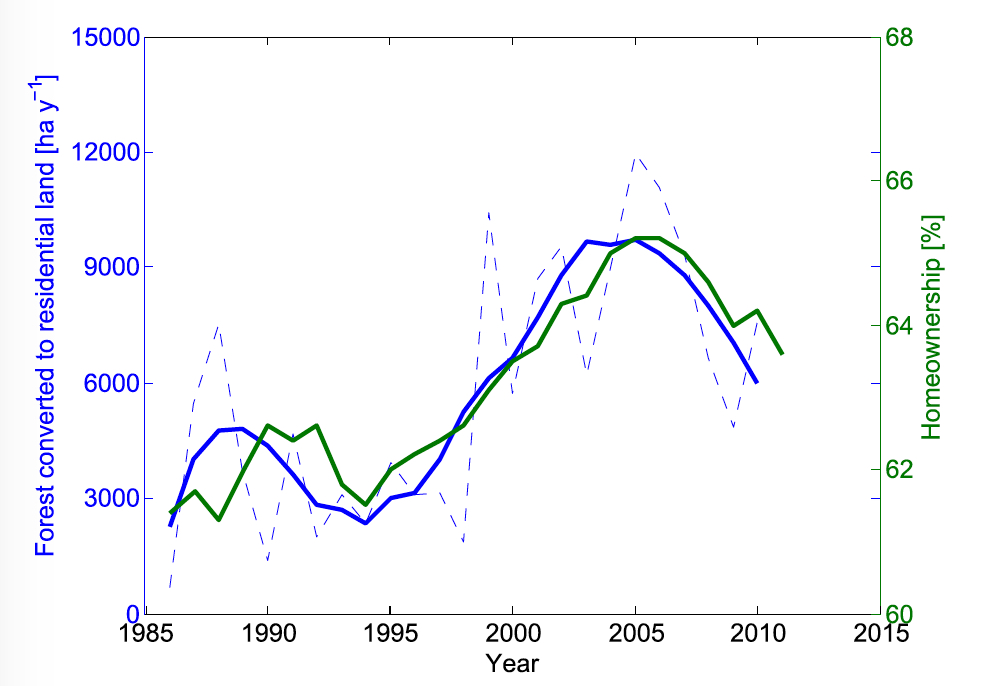 15000
12000
9000
6000
3000
0
Forest converted to residential land [ha y⁻¹]
68
66
64
62
60
Homeownership [%]
1985 1990 1995 2000 2005 2010 2015
Year